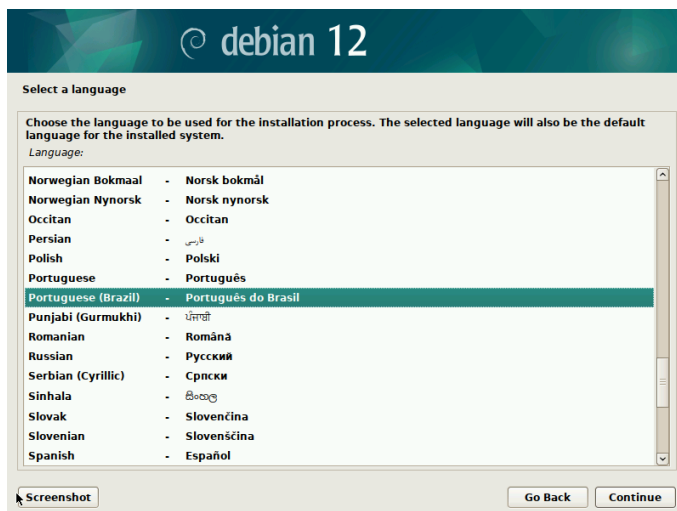 debian 12
Select a language
Choose the language to be used for the installation process. The selected language will also be the default
language for the installed system.
Language:
Norwegian Bokmaal - Norsk bokmål
Norwegian Nynorsk - Norsk nynorsk
Occitan - Occitan
Persian - فارسی
Polish - Polski
Portuguese - Português
Portuguese (Brazil) - Português do Brasil
Punjabi (Gurmukhi) - ਪੰਜਾਬੀ
Romanian - Română
Russian - Русский
Serbian (Cyrillic) - Српски
Sinhala - සිංහල
Slovak - Slovenčina
Slovenian - Slovenščina
Spanish - Español
Screenshot Go Back Continue